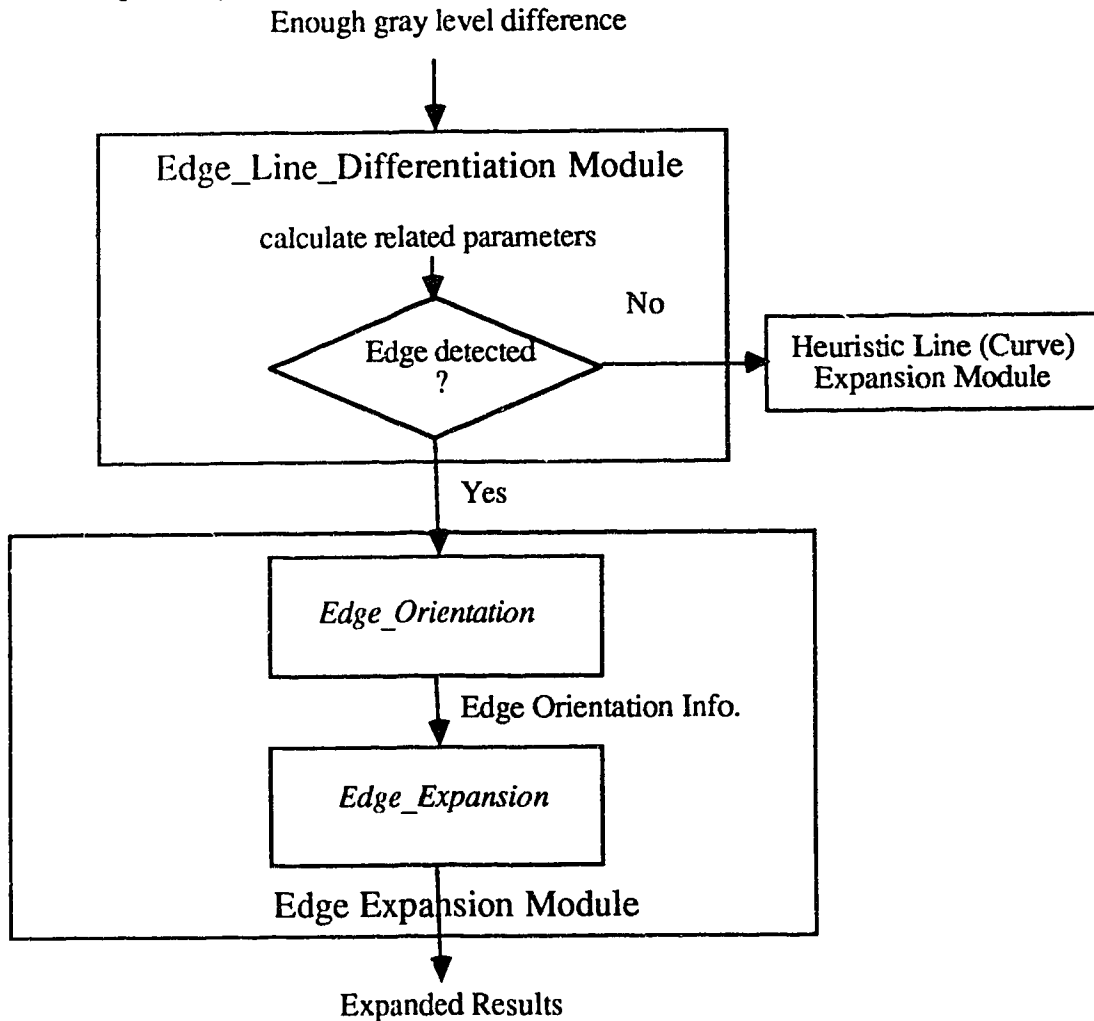 Enough gray level difference
Edge_Line_Differentiation Module
calculate related parameters
No
Edge detected
?
Heuristic Line (Curve)
Expansion Module
Yes
Edge_Orientation
Edge Orientation Info.
Edge_Expansion
Edge Expansion Module
Expanded Results